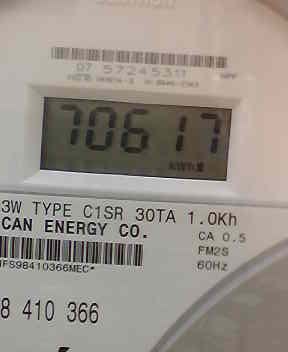 07 57245311
70617
KWH
3W TYPE C1SR 30TA 1.0Kh
CAN ENERGY CO.
CA 0.5
FM2S
60Hz
IFS98410366MEC*
8 410 366